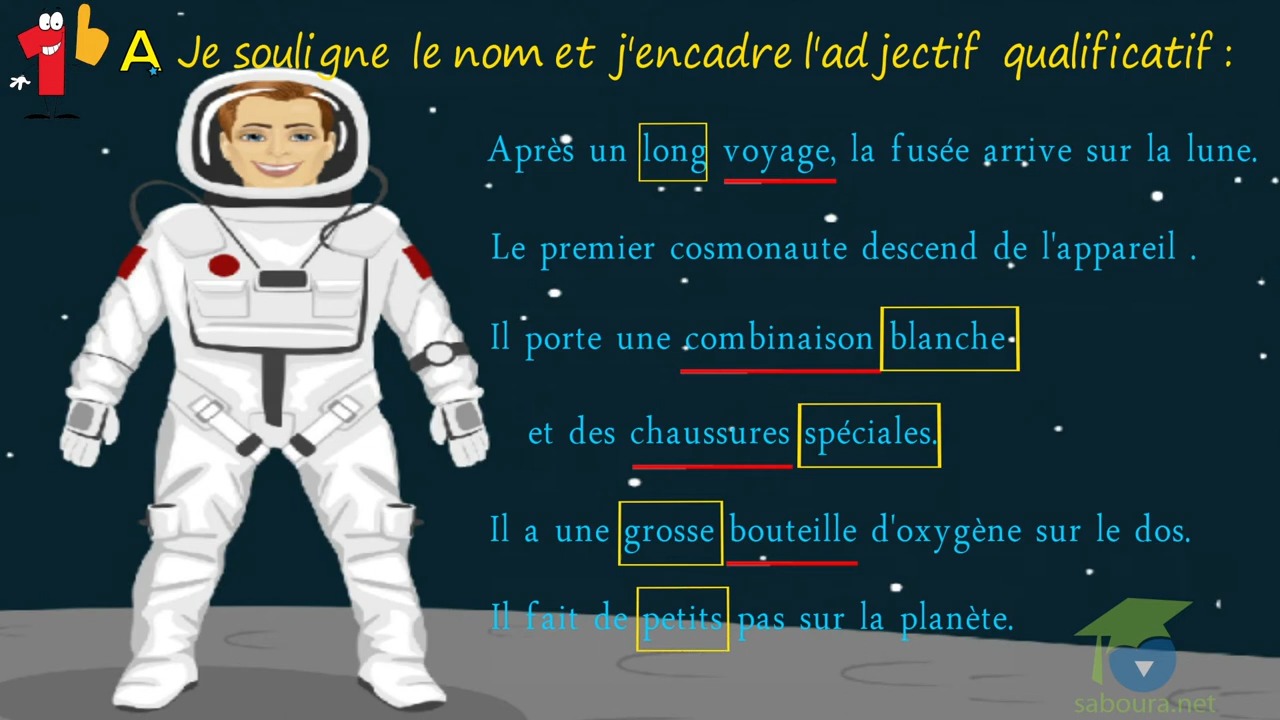 1 b A Je souligne le nom et j'encadre l'adjectif qualificatif :
Après un long voyage, la fusée arrive sur la lune.
Le premier cosmonaute descend de l'appareil .
Il porte une combinaison blanche
et des chaussures spéciales.
Il a une grosse bouteille d'oxygène sur le dos.
Il fait de petits pas sur la planète.
saboura.net